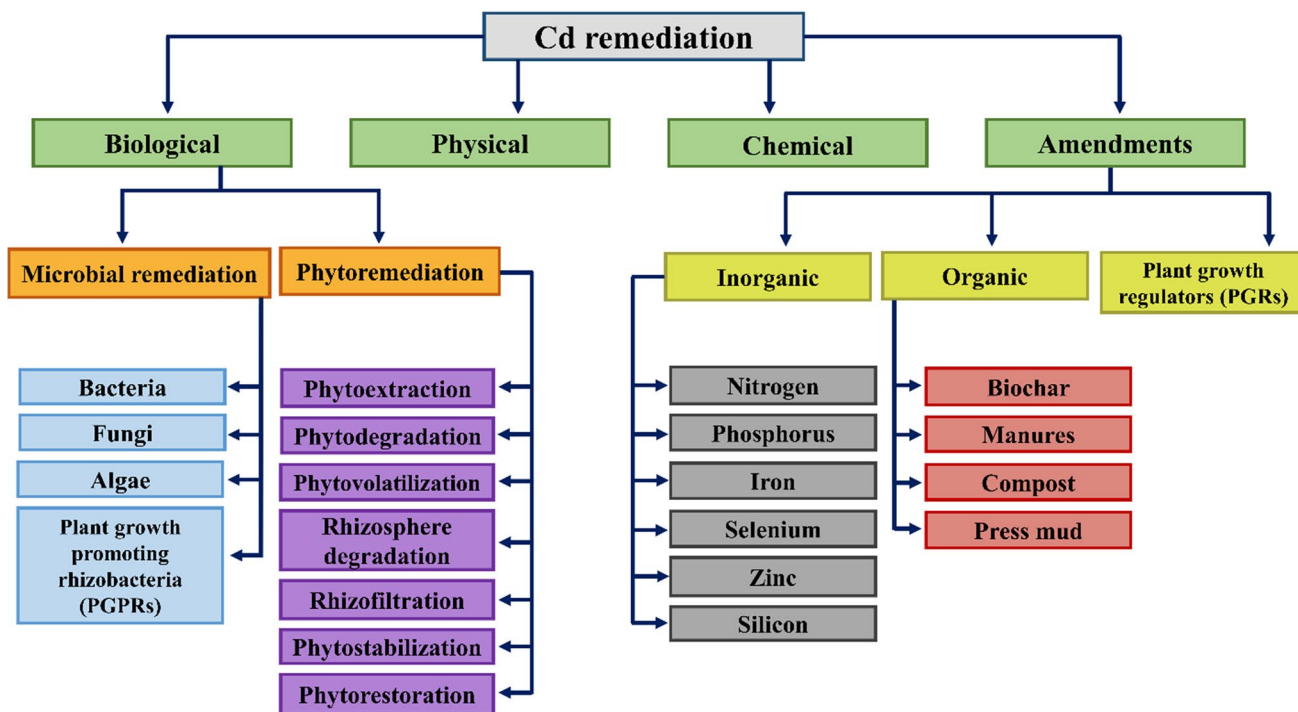 Cd remediation
Biological
Physical
Chemical
Amendments
Microbial remediation
Phytoremediation
Inorganic
Organic
Plant growth
regulators (PGRs)
Bacteria
Fungi
Algae
Plant growth
promoting
rhizobacteria
(PGPRs)
Phytoextraction
Phytodegradation
Phytovolatilization
Rhizosphere
degradation
Rhizofiltration
Phytostabilization
Phytorestoration
Nitrogen
Phosphorus
Iron
Selenium
Zinc
Silicon
Biochar
Manures
Compost
Press mud